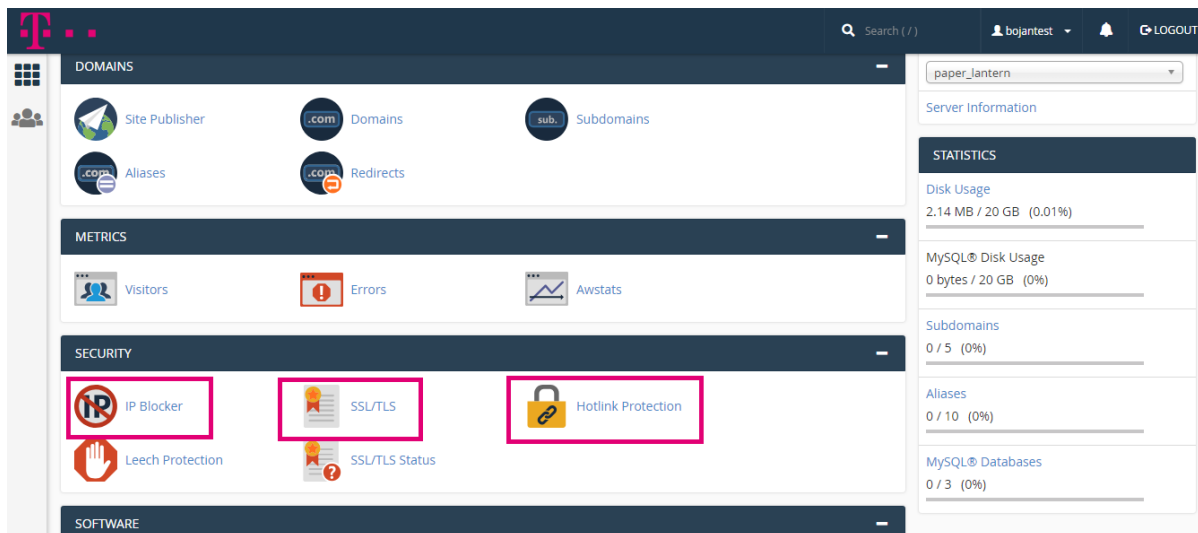 T
Search ( / )
bojantest
LOGOUT
DOMAINS
Site Publisher
.com
Domains
sub.
Subdomains
.com
Aliases
.com
Redirects
METRICS
Visitors
Errors
Awstats
SECURITY
IP
IP Blocker
SSL/TLS
Hotlink Protection
Leech Protection
SSL/TLS Status
SOFTWARE
paper_lantern
Server Information
STATISTICS
Disk Usage
2.14 MB / 20 GB (0.01%)
MySQL® Disk Usage
0 bytes / 20 GB (0%)
Subdomains
0 / 5 (0%)
Aliases
0 / 10 (0%)
MySQL® Databases
0 / 3 (0%)